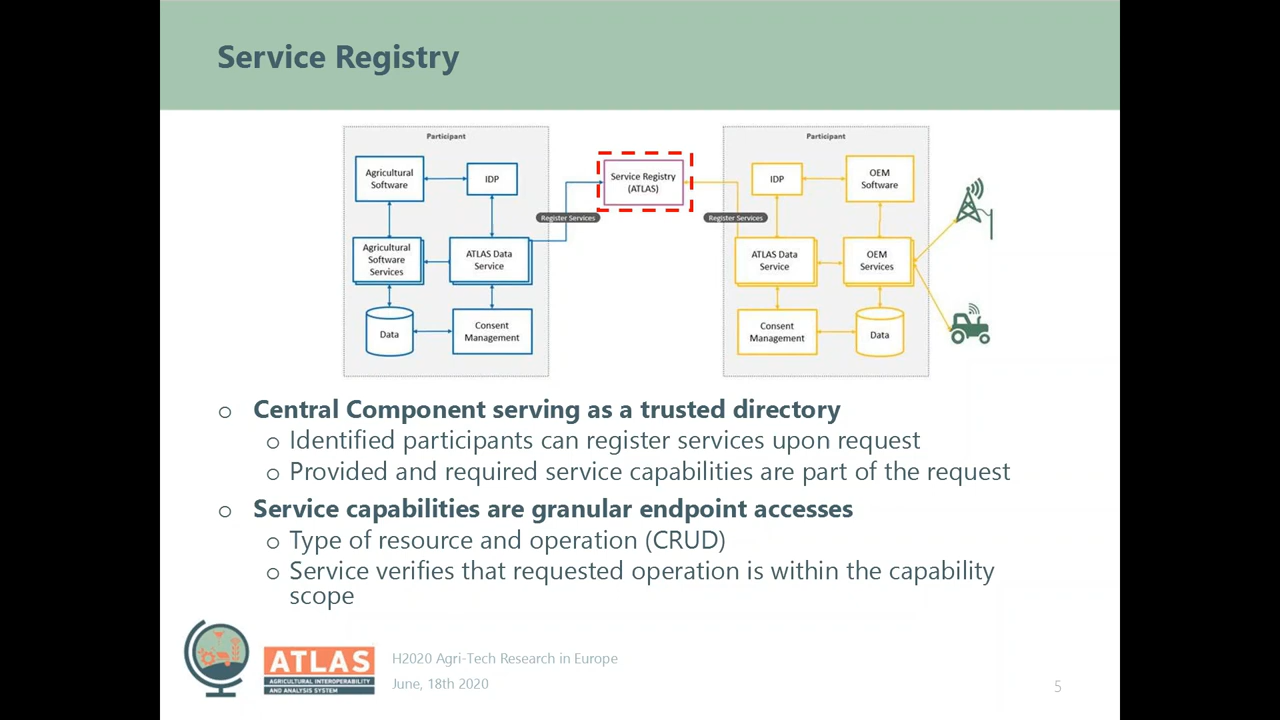 Service Registry
Participant
Agricultural
Software
IDP
Agricultural
Software
Services
ATLAS Data
Service
Data
Consent
Management
Register Services
Service Registry
(ATLAS)
Register Services
Participant
IDP
OEM
Software
ATLAS Data
Service
OEM
Services
Consent
Management
Data
o Central Component serving as a trusted directory
o Identified participants can register services upon request
o Provided and required service capabilities are part of the request
o Service capabilities are granular endpoint accesses
o Type of resource and operation (CRUD)
o Service verifies that requested operation is within the capability
scope
ATLAS
AGRICULTURAL INTEROPERABILITY
AND ANALYSIS SYSTEM
H2020 Agri-Tech Research in Europe
June, 18th 2020
5